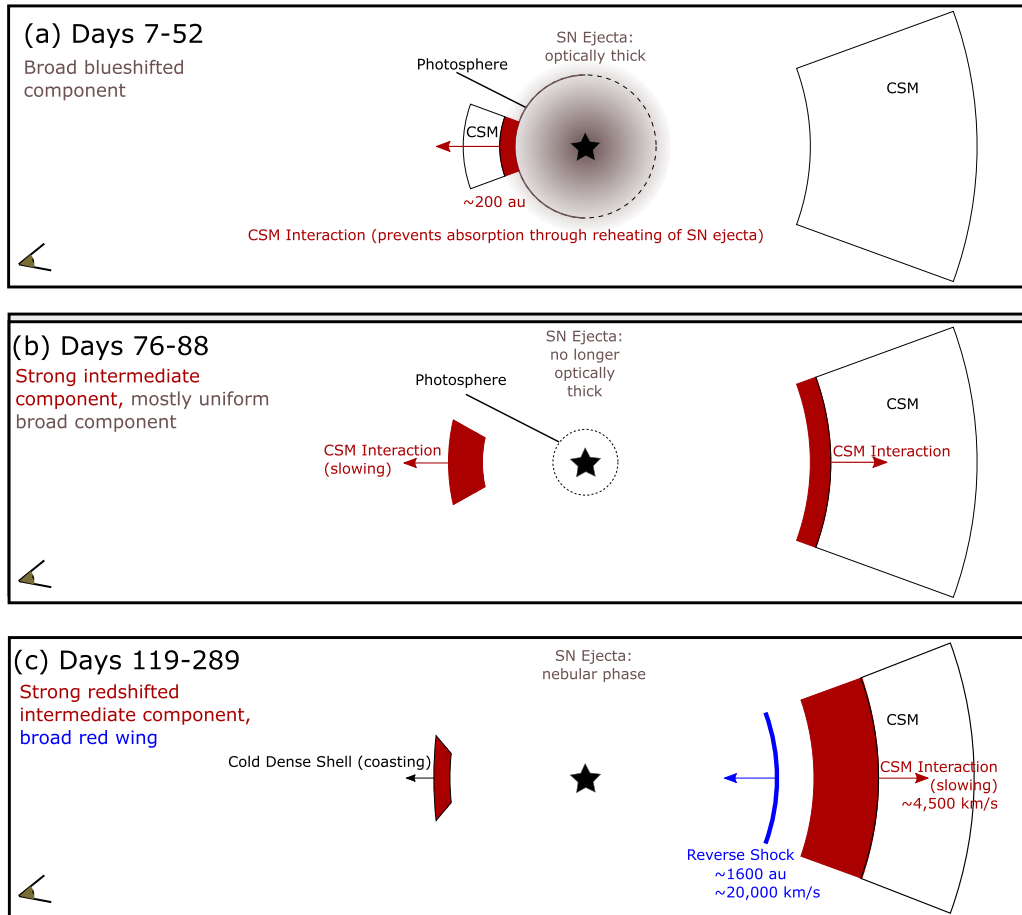 (a) Days 7-52
Broad blueshifted
component
Photosphere
SN Ejecta:
optically thick
CSM
CSM
~200 au
CSM Interaction (prevents absorption through reheating of SN ejecta)
(b) Days 76-88
Strong intermediate
component, mostly uniform
broad component
Photosphere
SN Ejecta:
no longer
optically
thick
CSM
CSM Interaction
(slowing)
CSM Interaction
(c) Days 119-289
Strong redshifted
intermediate component,
broad red wing
SN Ejecta:
nebular phase
Cold Dense Shell (coasting)
CSM
CSM Interaction
(slowing)
~4,500 km/s
Reverse Shock
~1600 au
~20,000 km/s